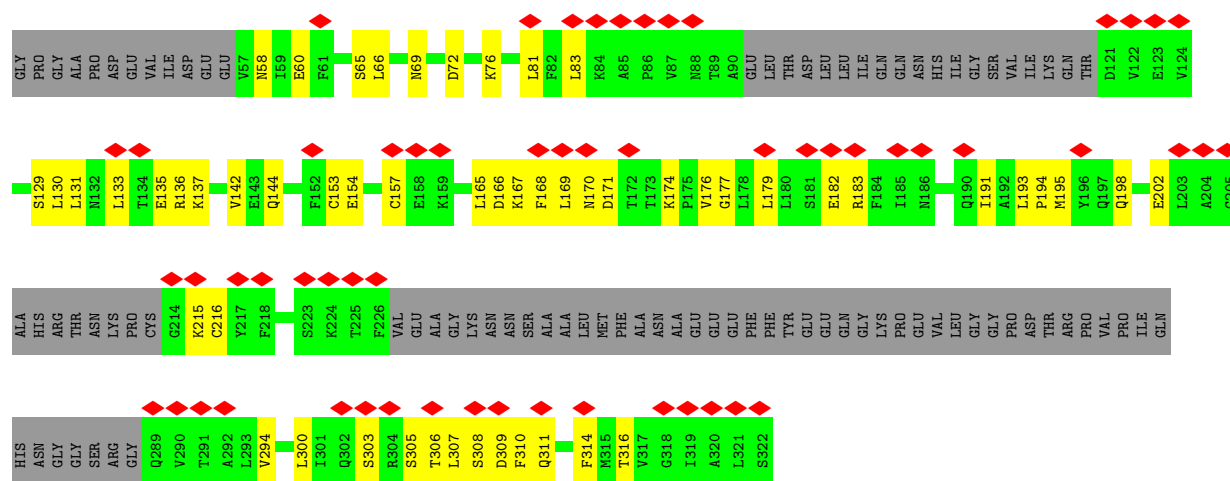 GLY PRO GLY ALA PRO ASP GLU VAL ILE ASP GLU GLU V57 N58 I59 E60 F61 S65 L66 N69 D72 K76 L81 F82 L83 K84 A85 P86 V87 N88 T89 A90 GLU LEU THR ASP LEU LEU ILE GLN GLN ASN HIS ILE GLY SER VAL ILE LYS GLN THR D121 V122 E123 V124
S129 L130 L131 N132 L133 T134 E135 R136 K137 V142 E143 Q144 F152 C153 E154 C157 E158 K159 L165 D166 K167 F168 L169 N170 D171 T172 T173 K174 P175 V176 G177 L178 L179 L180 S181 E182 R183 F184 I185 N186 Q190 I191 A192 L193 P194 M195 Y196 Q197 Q198 E202 L203 A204
ALA HIS ARG THR ASN LYS PRO CYS G214 K215 C216 Y217 F218 S223 K224 T225 F226 VAL GLU ALA GLY LYS ASN ASN SER ALA ALA LEU MET PHE ALA ASN ALA GLU GLU GLU PHE PHE TYR GLU GLU GLN GLY LYS PRO GLU VAL LEU GLY GLY PRO ASP THR ARG PRO VAL PRO ILE GLN
HIS ASN GLY GLY SER ARG GLY Q289 V290 T291 A292 L293 V294 L300 I301 Q302 S303 R304 S305 T306 L307 S308 D309 F310 Q311 F314 M315 T316 V317 G318 I319 A320 L321 S322